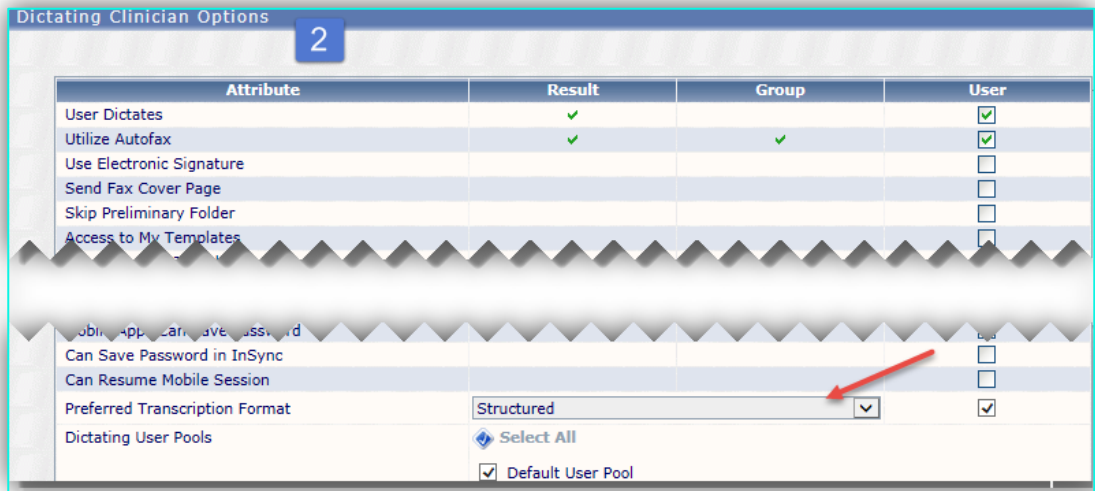 Dictating Clinician Options
2
Attribute Result Group User
User Dictates
Utilize Autofax
Use Electronic Signature
Send Fax Cover Page
Skip Preliminary Folder
Access to My Templates
Can Save Password in InSync
Can Resume Mobile Session
Preferred Transcription Format Structured
Dictating User Pools Select All
Default User Pool